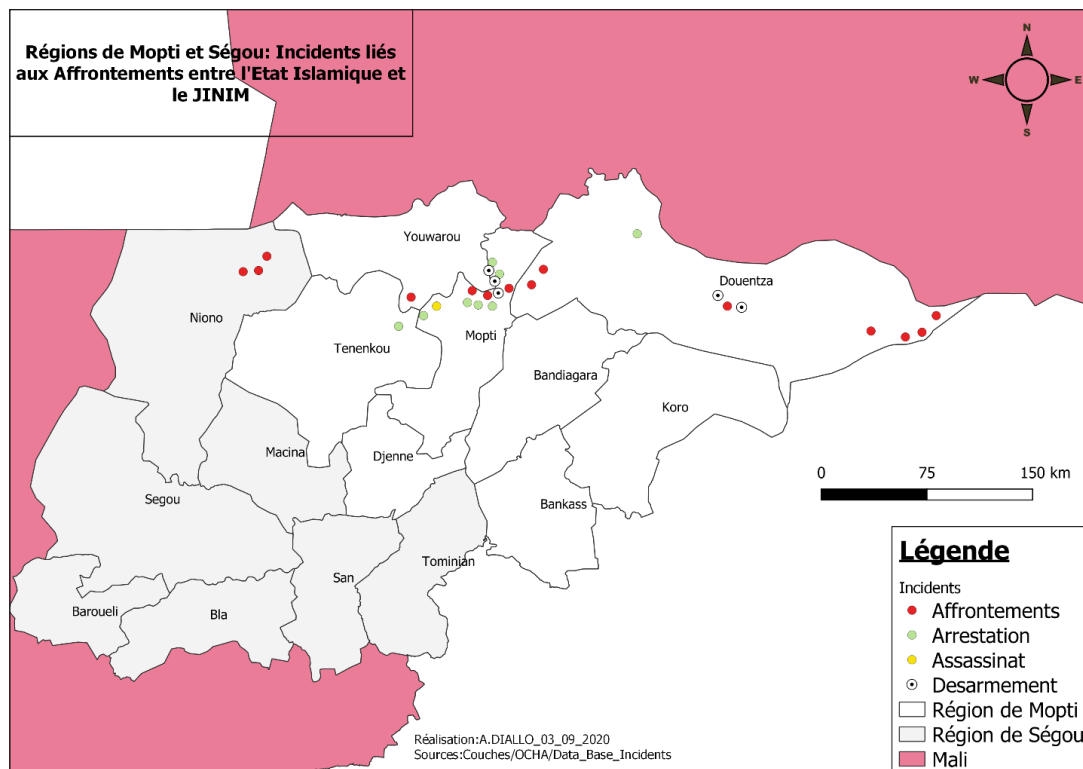 Régions de Mopti et Ségou: Incidents liés
aux Affrontements entre l'Etat Islamique et
le JINIM
N
W
E
S
Youwarou
Douentza
Niono
Mopti
Tenenkou
Bandiagara
Koro
Macina
Djenne
Segou
Bankass
Tominian
San
Baroueli
Bla
0
75
150 km
Légende
Incidents
Affrontements
Arrestation
Assassinat
Desarmement
Région de Mopti
Région de Ségou
Mali
Réalisation:A.DIALLO_03_09_2020
Sources:Couches/OCHA/Data_Base_Incidents